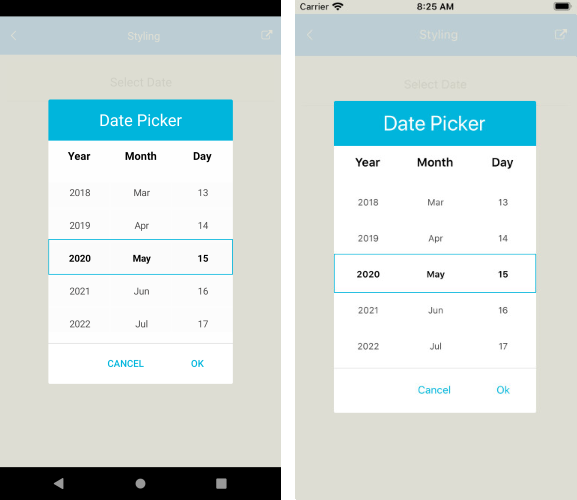 Styling
Select Date
Date Picker
Year Month Day
2018 Mar 13
2019 Apr 14
2020 May 15
2021 Jun 16
2022 Jul 17
CANCEL OK
Carrier 8:25 AM
Styling
Select Date
Date Picker
Year Month Day
2018 Mar 13
2019 Apr 14
2020 May 15
2021 Jun 16
2022 Jul 17
Cancel Ok